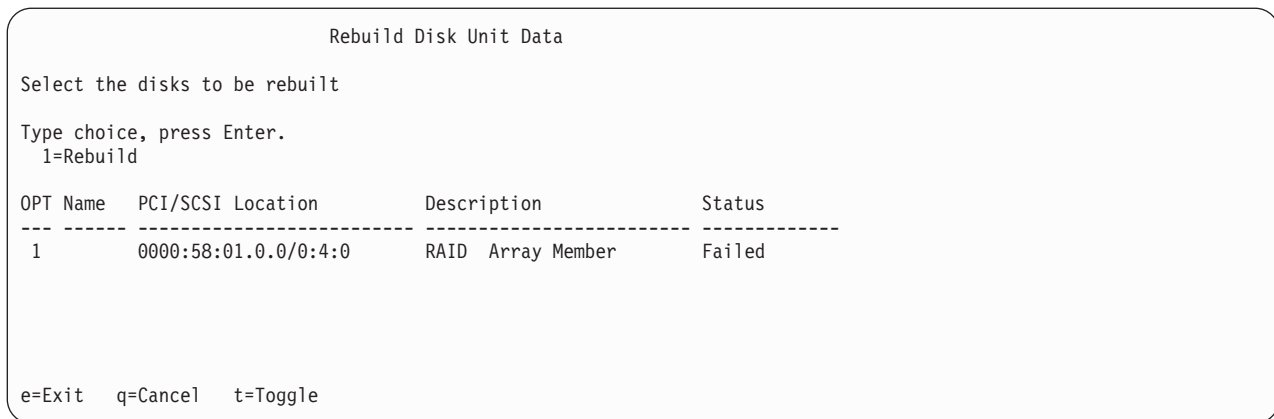 Rebuild Disk Unit Data
Select the disks to be rebuilt
Type choice, press Enter.
1=Rebuild
OPT Name   PCI/SCSI Location         Description               Status
--- ------ ------------------------- ------------------------ -------------
1         0000:58:01.0.0/0:4:0      RAID  Array Member        Failed
e=Exit   q=Cancel   t=Toggle